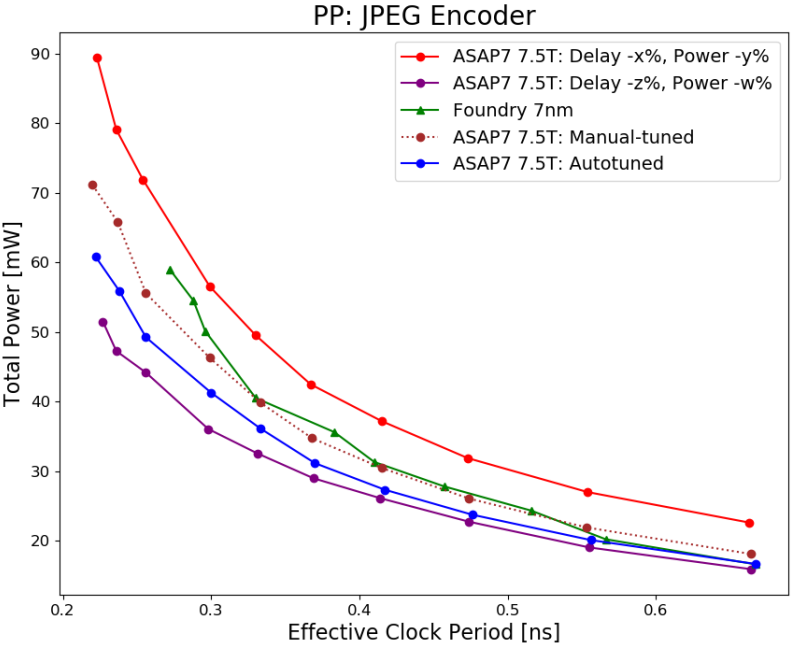 PP: JPEG Encoder
ASAP7 7.5T: Delay -x%, Power -y%
ASAP7 7.5T: Delay -z%, Power -w%
Foundry 7nm
ASAP7 7.5T: Manual-tuned
ASAP7 7.5T: Autotuned
Total Power [mW]
90
80
70
60
50
40
30
20
0.2 0.3 0.4 0.5 0.6
Effective Clock Period [ns]